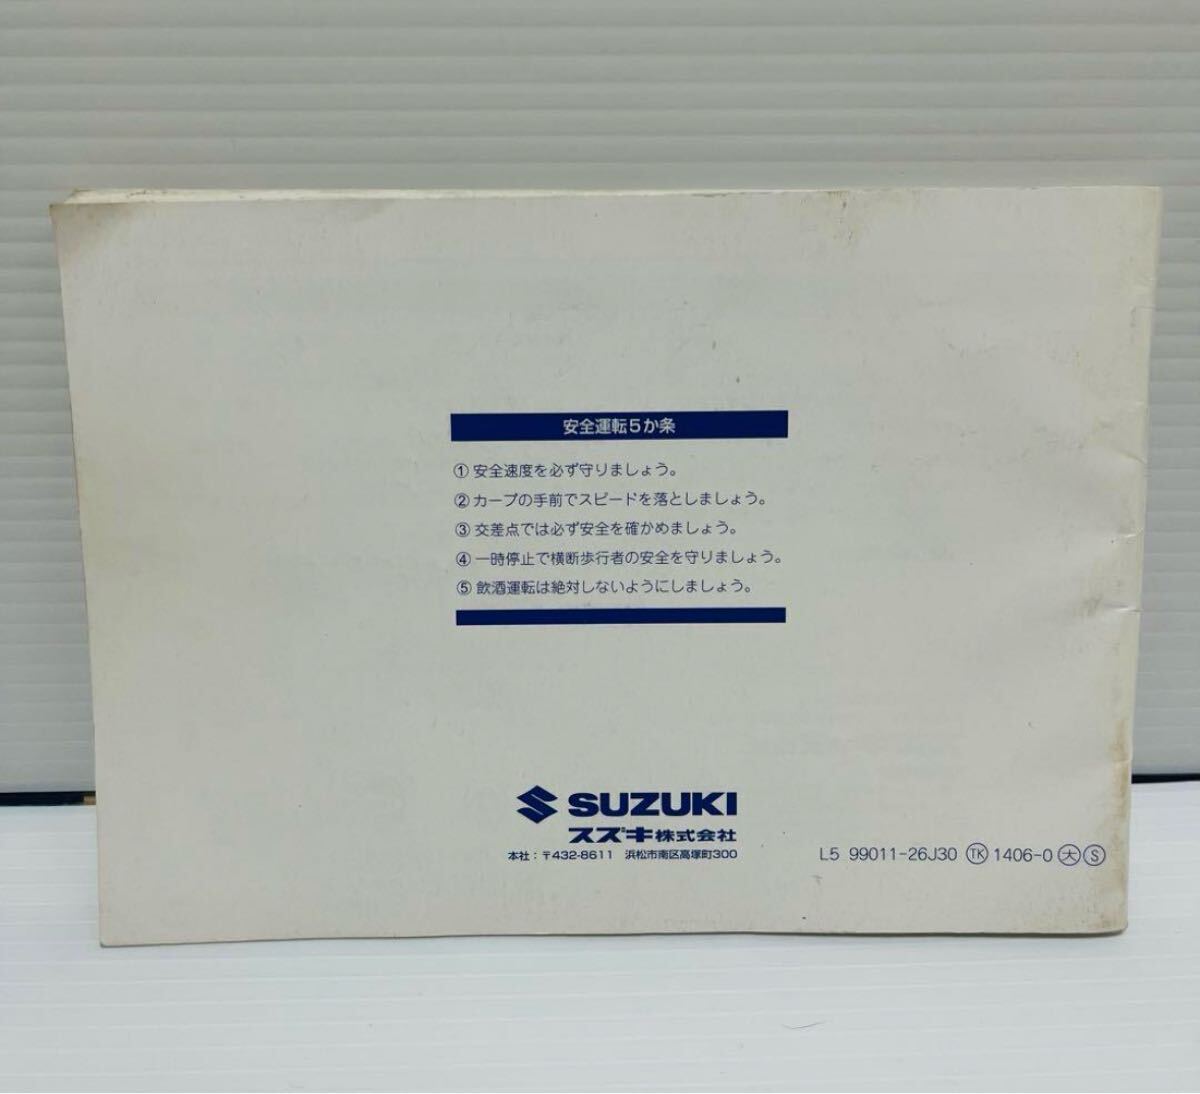 安全運転5か条
① 安全速度を必ず守りましょう。
② カーブの手前でスピードを落としましょう。
③ 交差点では必ず安全を確かめましょう。
④ 一時停止で横断歩行者の安全を守りましょう。
⑤ 飲酒運転は絶対しないようにしましょう。
SUZUKI
スズキ株式会社
本社：〒432-8611 浜松市南区高塚町300
L5 99011-26J30 ㏍ 1406-0 大 Ⓢ